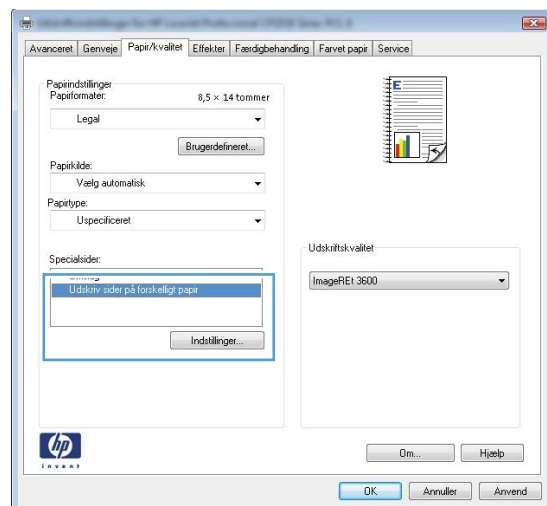 Avanceret Genveje Papir/kvalitet Effekter Færdigbehandling Farvet papir Service
Papirindstillinger
Papirformater:
8,5 × 14 tommer
Legal
Brugerdefineret...
Papirkilde:
Vælg automatisk
Papirtype:
Uspecificeret
Specialsider:
Udskriv sider på forskelligt papir
Indstillinger...
E
Udskriftskvalitet
ImageREt 3600
hp
invent
Om... Hjælp
OK Annuller Anvend